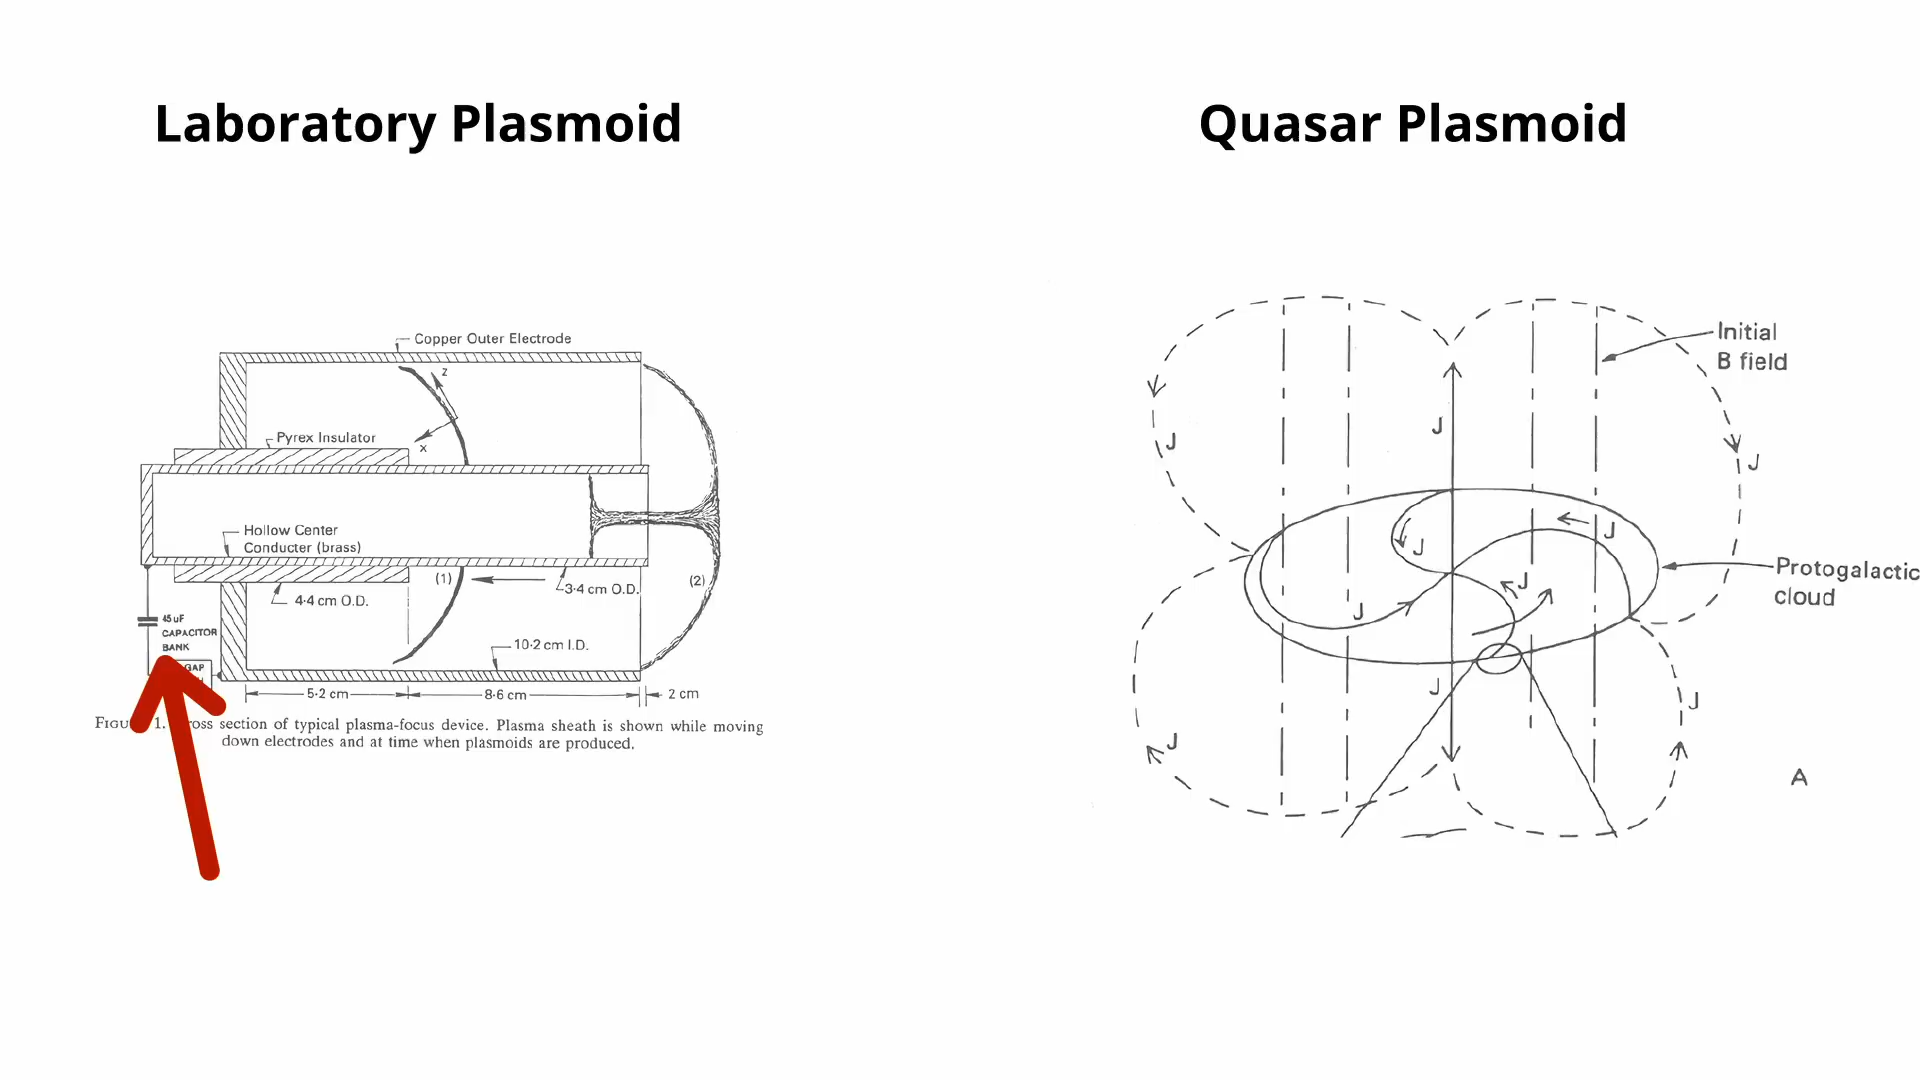 Laboratory Plasmoid
Copper Outer Electrode
z
Pyrex Insulator
x
Hollow Center
Conducter (brass)
(1)
(2)
3·4 cm O.D.
4·4 cm O.D.
45 uF
CAPACITOR
BANK
GAP
10·2 cm I.D.
5·2 cm
8·6 cm
2 cm
1. section of typical plasma-focus device. Plasma sheath is shown while moving
down electrodes and at time when plasmoids are produced.
Quasar Plasmoid
Initial
B field
J
J
J
J
J
J
J
Protogalactic
cloud
J
J
J
A